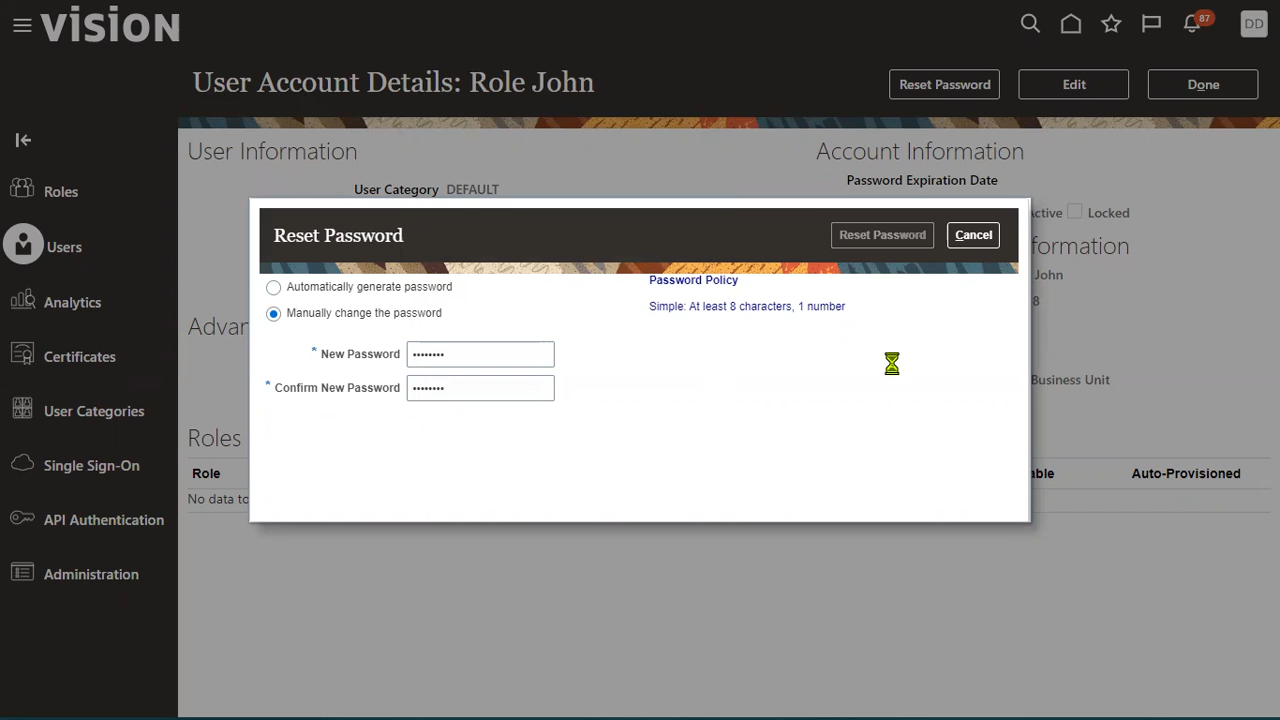 vision
87
DD
User Account Details: Role John
Reset Password
Edit
Done
Roles
Users
Analytics
Certificates
User Categories
Single Sign-On
API Authentication
Administration
User Information
User Category DEFAULT
Account Information
Password Expiration Date
Active
Locked
formation
John
8
Business Unit
Advan
Reset Password
Reset Password
Cancel
Automatically generate password
Manually change the password
New Password ••••••••
Confirm New Password ••••••••
Password Policy
Simple: At least 8 characters, 1 number
Roles
Role
able
Auto-Provisioned
No data to